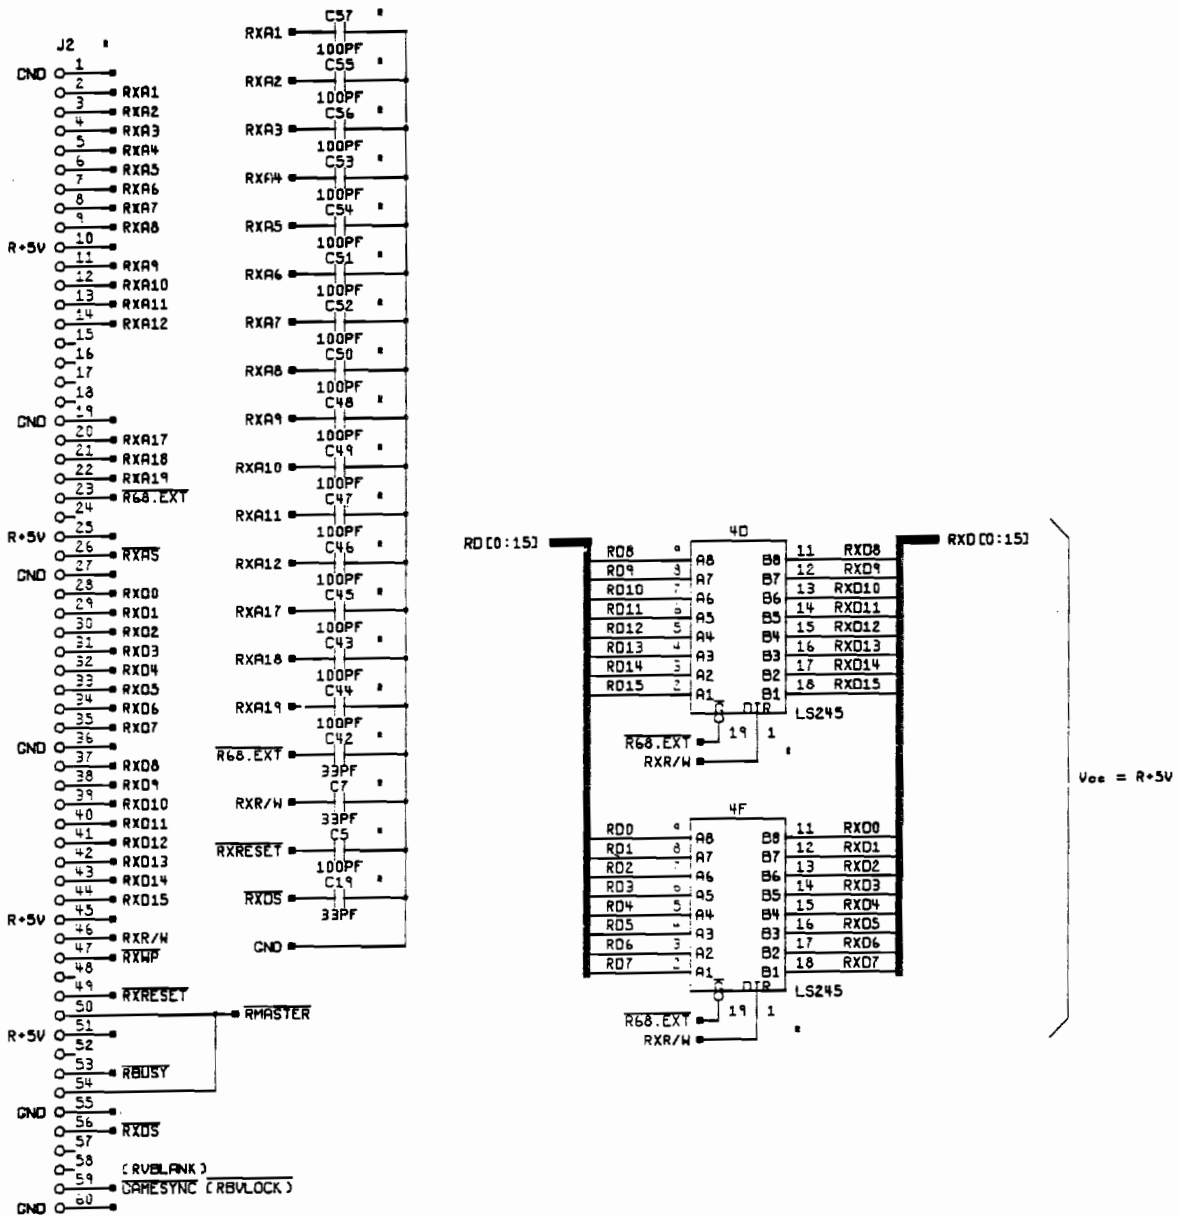 J2
GND 1
2 RXA1
3 RXA2
4 RXA3
5 RXA4
6 RXA5
7 RXA6
8 RXA7
9 RXA8
R+5V 10
11 RXA9
12 RXA10
13 RXA11
14 RXA12
15
16
17
18
GND 19
20 RXA17
21 RXA18
22 RXA19
23 R68.EXT
24
R+5V 25
26 RXAS
GND 27
28 RXD0
29 RXD1
30 RXD2
31 RXD3
32 RXD4
33 RXD5
34 RXD6
35 RXD7
GND 36
37 RXD8
38 RXD9
39 RXD10
40 RXD11
41 RXD12
42 RXD13
43 RXD14
44 RXD15
R+5V 45
46 RXR/W
47 RXWP
48
49 RXRESET
50 RMASTER
R+5V 51
52
53 RBUSY
54
GND 55
56 RXDS
57
58 (RVBLANK)
59 GAMESYNC (RBVLOCK)
GND 60
C57
RXA1
100PF
C55
RXA2
100PF
C56
RXA3
100PF
C53
RXA4
100PF
C54
RXA5
100PF
C51
RXA6
100PF
C52
RXA7
100PF
C50
RXA8
100PF
C48
RXA9
100PF
C49
RXA10
100PF
C47
RXA11
100PF
C46
RXA12
100PF
C45
RXA17
100PF
C43
RXA18
100PF
C44
RXA19
100PF
C42
R68.EXT
33PF
C7
RXR/W
33PF
C5
RXRESET
100PF
C19
RXDS
33PF
GND
4D
RD[0:15] RXD[0:15]
RD8 9 A8 B8 11 RXD8
RD9 8 A7 B7 12 RXD9
RD10 7 A6 B6 13 RXD10
RD11 6 A5 B5 14 RXD11
RD12 5 A4 B4 15 RXD12
RD13 4 A3 B3 16 RXD13
RD14 3 A2 B2 17 RXD14
RD15 2 A1 B1 18 RXD15
G DIR LS245
R68.EXT 19 1
RXR/W
Vcc = R+5V
4F
RD0 9 A8 B8 11 RXD0
RD1 8 A7 B7 12 RXD1
RD2 7 A6 B6 13 RXD2
RD3 6 A5 B5 14 RXD3
RD4 5 A4 B4 15 RXD4
RD5 4 A3 B3 16 RXD5
RD6 3 A2 B2 17 RXD6
RD7 2 A1 B1 18 RXD7
G DIR LS245
R68.EXT 19 1
RXR/W